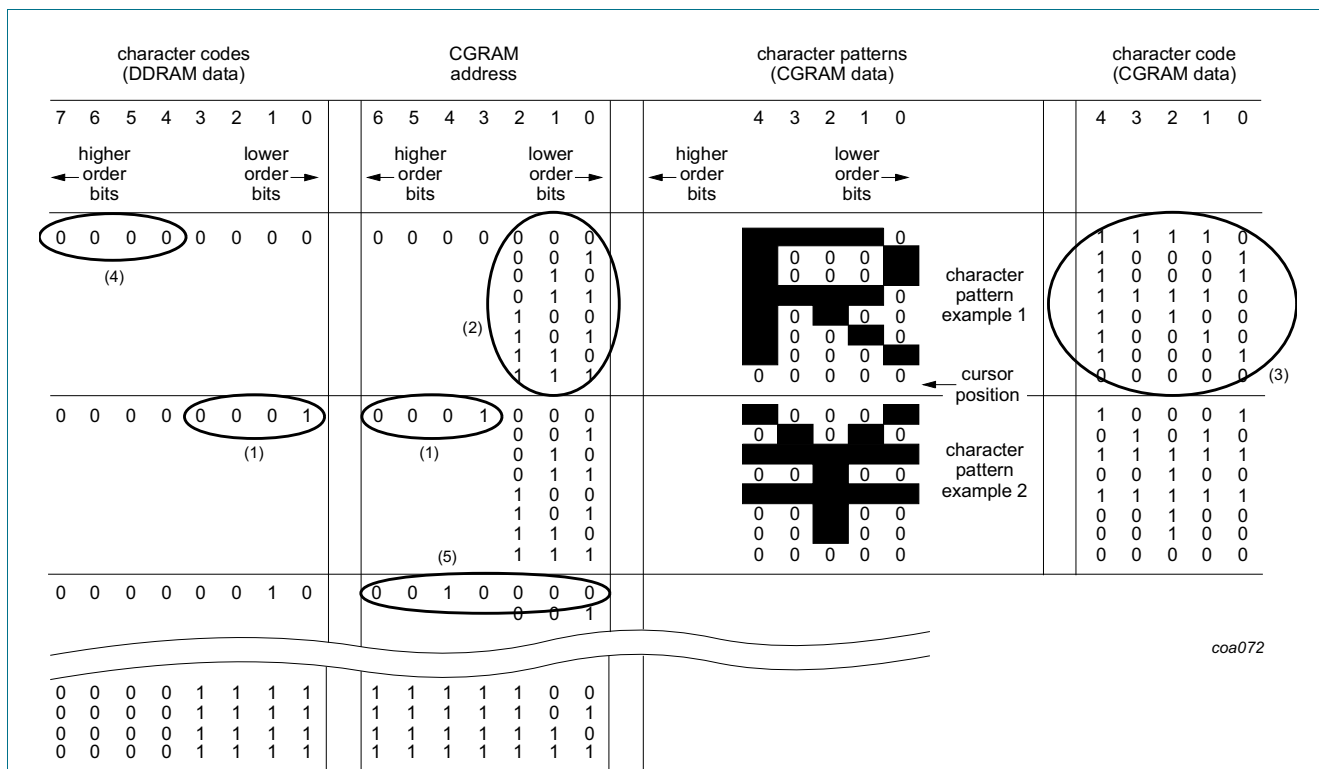 character codes
(DDRAM data)
CGRAM
address
character patterns
(CGRAM data)
character code
(CGRAM data)
7 6 5 4 3 2 1 0 6 5 4 3 2 1 0 4 3 2 1 0 4 3 2 1 0
higher
order
bits
lower
order
bits
higher
order
bits
lower
order
bits
higher
order
bits
lower
order
bits
0 0 0 0 0 0 0 0 0 0 0 0 0 0 0 0 1 1 1 1 0
0 0 1 0 0 0 1 0 0 0 1
0 1 0 0 0 0 1 0 0 0 1
0 1 1 0 1 1 1 1 0
1 0 0 0 0 0 1 0 1 0 0
1 0 1 0 0 0 1 0 0 1 0
1 1 0 0 0 0 1 0 0 0 1
1 1 1 0 0 0 0 0 0 0 0 0 0
(4)
(2)
character
pattern
example 1
cursor
position
(3)
0 0 0 0 0 0 0 1 0 0 0 1 0 0 0 0 0 0 1 0 0 0 1
0 0 1 0 0 0 0 1 0 1 0
0 1 0 1 1 1 1 1
0 1 1 0 0 0 0 0 0 1 0 0
1 0 0 1 1 1 1 1
1 0 1 0 0 0 0 0 0 1 0 0
1 1 0 0 0 0 0 0 0 1 0 0
1 1 1 0 0 0 0 0 0 0 0 0 0
(1)
(1)
character
pattern
example 2
(5)
0 0 0 0 0 0 1 0 0 0 1 0 0 0 0
0 0 1
coa072
0 0 0 0 1 1 1 1 1 1 1 1 1 0 0
0 0 0 0 1 1 1 1 1 1 1 1 1 0 1
0 0 0 0 1 1 1 1 1 1 1 1 1 1 0
0 0 0 0 1 1 1 1 1 1 1 1 1 1 1